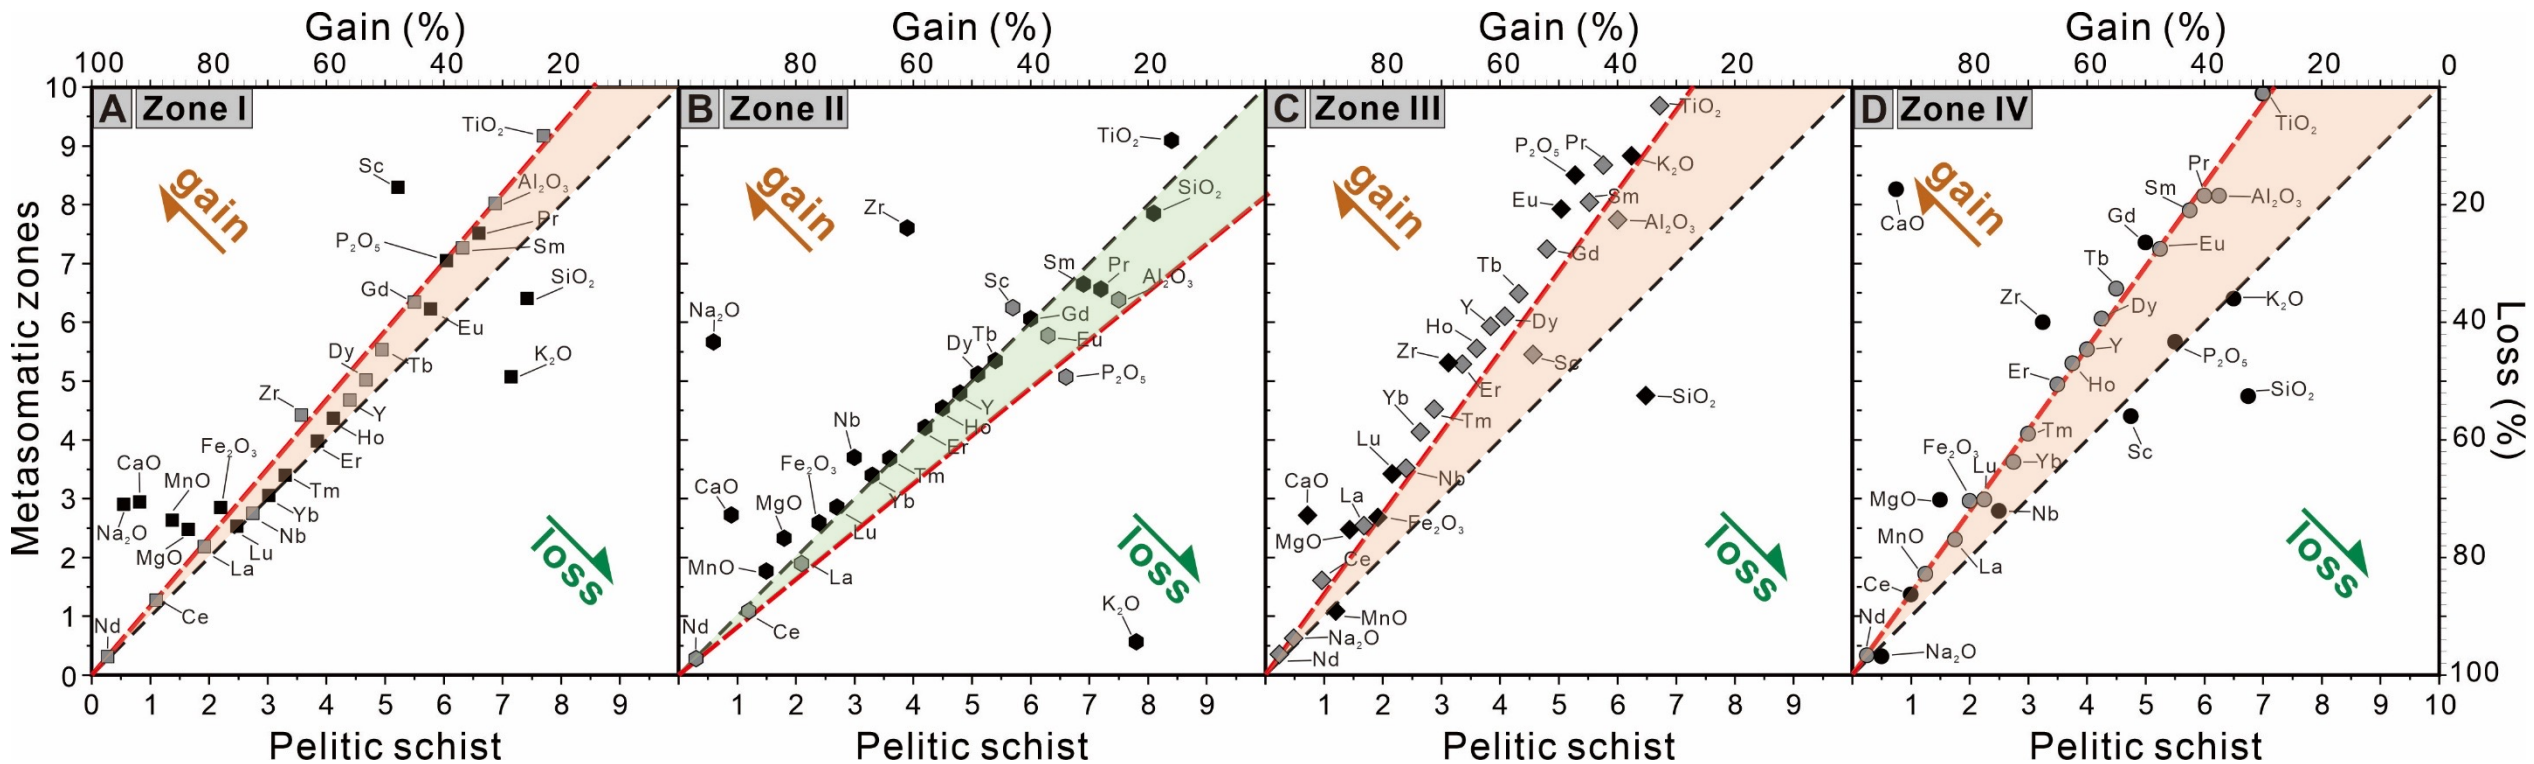 Gain (%) Gain (%) Gain (%) Gain (%)
100 80 60 40 20 80 60 40 20 80 60 40 20 80 60 40 20 0
Metasomatic zones
10
9
8
7
6
5
4
3
2
1
0
A Zone I
gain
loss
TiO₂
Sc
Al₂O₃
Pr
P₂O₅
Sm
SiO₂
Gd
Eu
K₂O
Dy
Tb
Zr
Y
Ho
Fe₂O₃
Er
CaO
MnO
Tm
Na₂O
Yb
Nb
MgO
Lu
La
Nd
Ce
0 1 2 3 4 5 6 7 8 9
Pelitic schist
B Zone II
gain
loss
TiO₂
SiO₂
Zr
Sm
Pr
Al₂O₃
Sc
Na₂O
Gd
Dy
Tb
Eu
P₂O₅
Y
Nb
Ho
Er
Fe₂O₃
Tm
CaO
MgO
Yb
Lu
MnO
La
K₂O
Nd
Ce
1 2 3 4 5 6 7 8 9
Pelitic schist
C Zone III
gain
loss
TiO₂
P₂O₅
Pr
K₂O
Eu
Sm
Al₂O₃
Gd
Tb
Y
Dy
Ho
Zr
Sc
Er
SiO₂
Yb
Tm
Lu
Nb
CaO
La
Fe₂O₃
MgO
Ce
MnO
Na₂O
Nd
1 2 3 4 5 6 7 8 9
Pelitic schist
D Zone IV
gain
loss
TiO₂
Pr
Sm
Al₂O₃
CaO
Gd
Eu
Tb
Zr
Dy
K₂O
Y
P₂O₅
Er
Ho
SiO₂
Tm
Sc
Fe₂O₃
Lu
Yb
MgO
Nb
MnO
La
Ce
Nd
Na₂O
1 2 3 4 5 6 7 8 9 10
Pelitic schist
20
40
60
80
100
Loss (%)